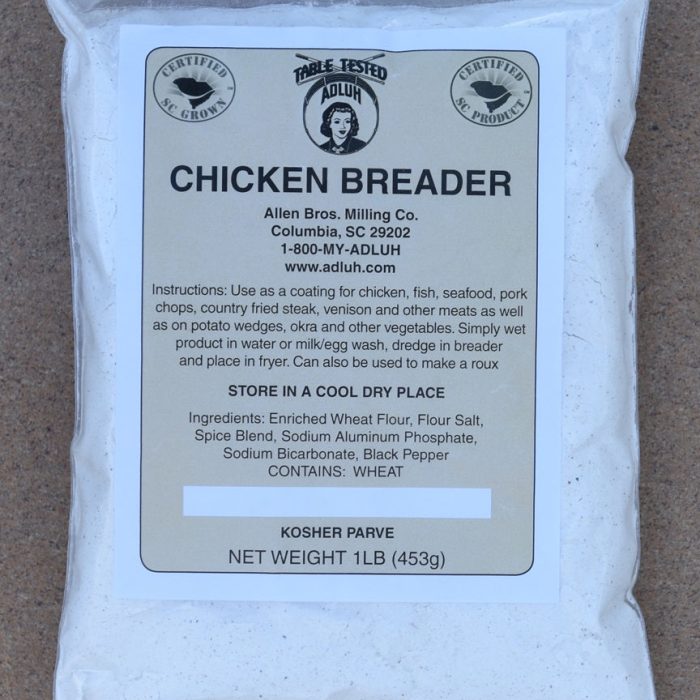 CERTIFIED
SC GROWN
TABLE TESTED
ADLUH
CERTIFIED
SC PRODUCT
CHICKEN BREADER
Allen Bros. Milling Co.
Columbia, SC 29202
1-800-MY-ADLUH
www.adluh.com
Instructions: Use as a coating for chicken, fish, seafood, pork
chops, country fried steak, venison and other meats as well
as on potato wedges, okra and other vegetables. Simply wet
product in water or milk/egg wash, dredge in breader
and place in fryer. Can also be used to make a roux
STORE IN A COOL DRY PLACE
Ingredients: Enriched Wheat Flour, Flour Salt,
Spice Blend, Sodium Aluminum Phosphate,
Sodium Bicarbonate, Black Pepper
CONTAINS: WHEAT
KOSHER PARVE
NET WEIGHT 1LB (453g)